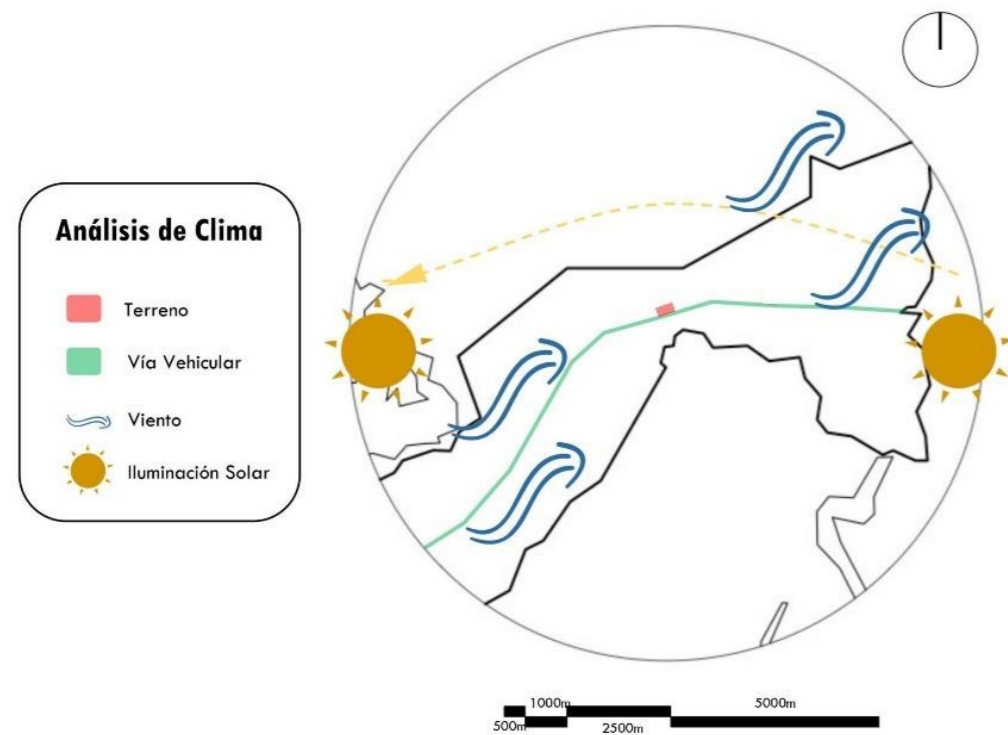 Análisis de Clima
Terreno
Vía Vehicular
Viento
Iluminación Solar
1000m
5000m
500m
2500m